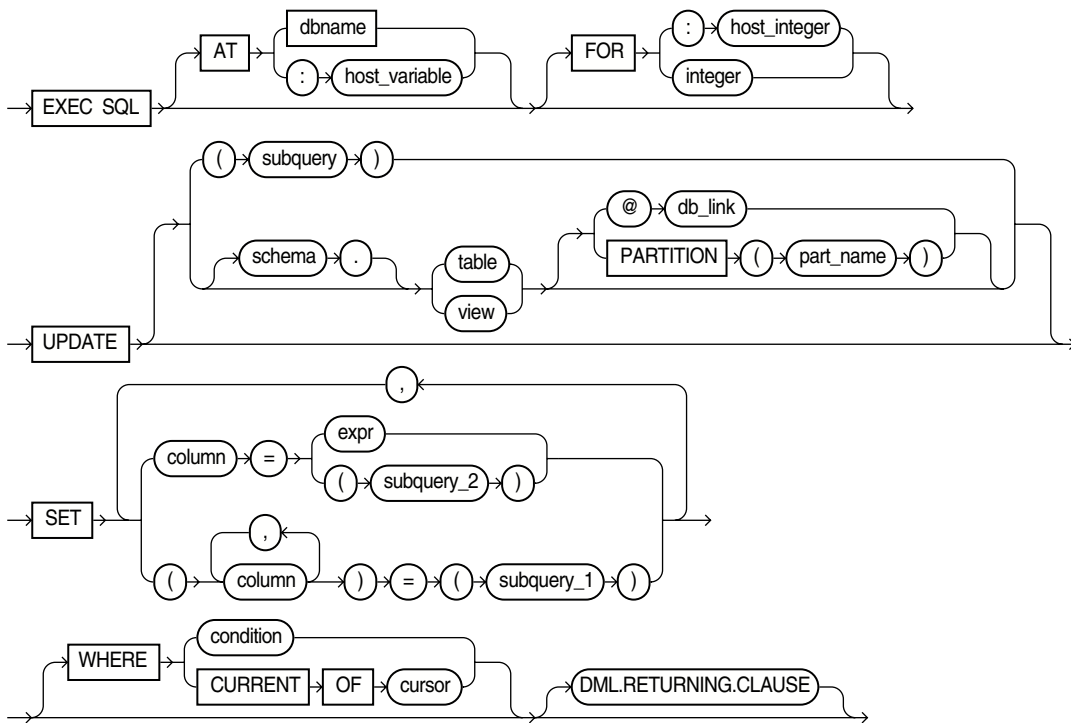 AT dbname FOR : host_integer
: host_variable integer
EXEC SQL
( subquery )
@ db_link
schema . table PARTITION ( part_name )
view
UPDATE
,
expr
column =
( subquery_2 )
SET
,
( column ) = ( subquery_1 )
condition
WHERE
CURRENT OF cursor DML.RETURNING.CLAUSE